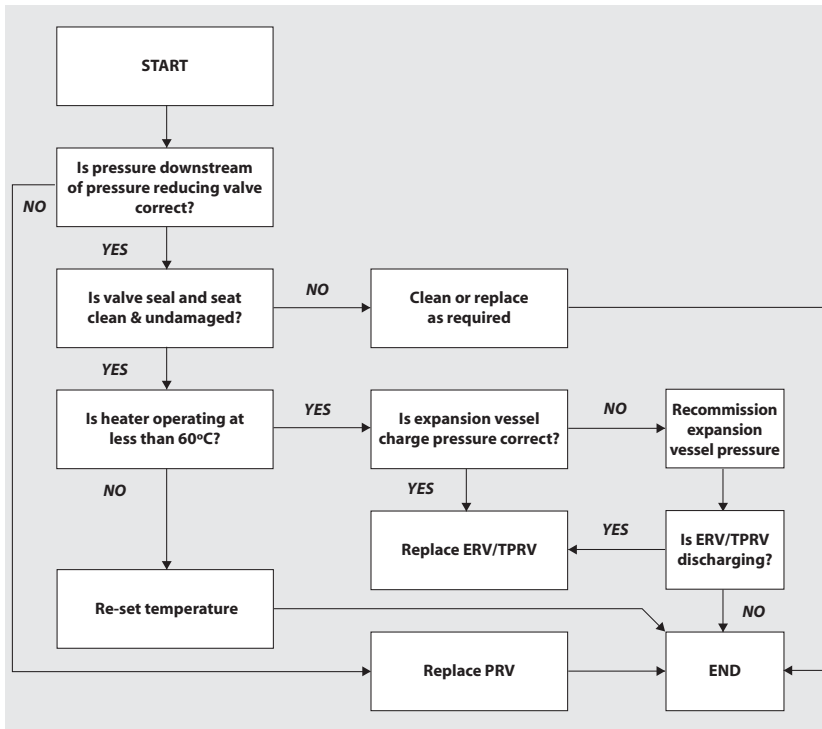 START
Is pressure downstream
of pressure reducing valve
correct?
NO
YES
Is valve seal and seat
clean & undamaged?
NO
Clean or replace
as required
YES
Is heater operating at
less than 60ºC?
YES
Is expansion vessel
charge pressure correct?
NO
Recommission
expansion
vessel pressure
NO
YES
Replace ERV/TPRV
YES
Is ERV/TPRV
discharging?
NO
Re-set temperature
Replace PRV
END